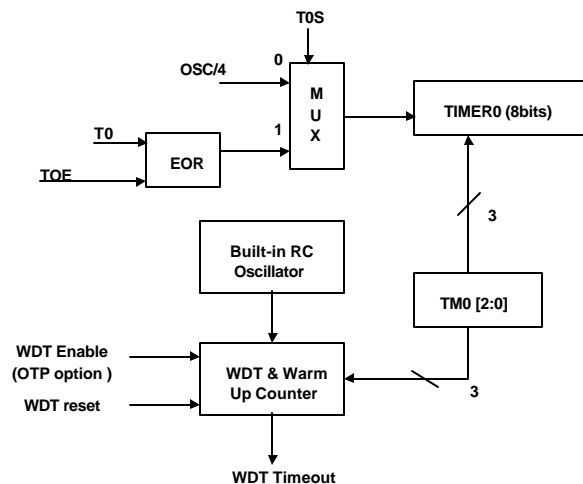 T0S
OSC/4
0
M
U
X
TIMER0 (8bits)
T0
1
EOR
TOE
3
Built-in RC
Oscillator
TM0 [2:0]
WDT Enable
(OTP option )
WDT & Warm
Up Counter
3
WDT reset
WDT Timeout